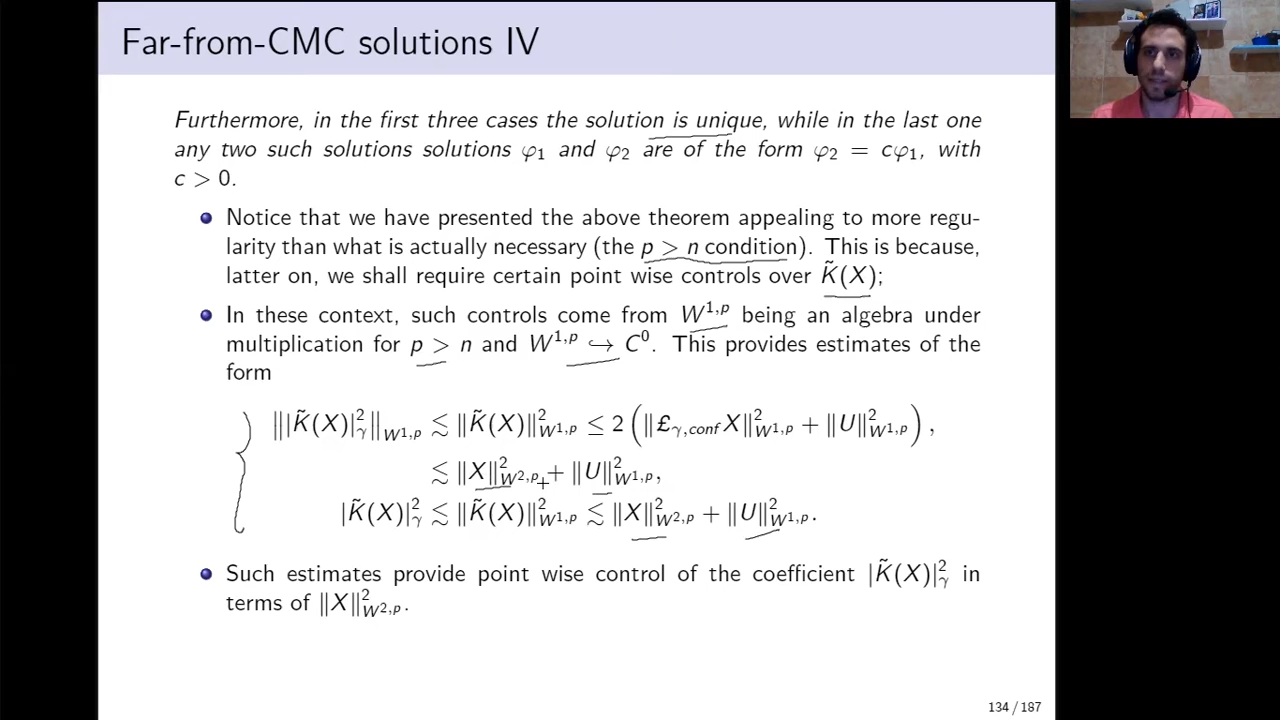 Far-from-CMC solutions IV
Furthermore, in the first three cases the solution is unique, while in the last one
any two such solutions solutions φ₁ and φ₂ are of the form φ₂ = cφ₁, with
c > 0.
Notice that we have presented the above theorem appealing to more regu-
larity than what is actually necessary (the p > n condition). This is because,
latter on, we shall require certain point wise controls over K̃(X);
In these context, such controls come from W^{1,p} being an algebra under
multiplication for p > n and W^{1,p} ↪ C⁰. This provides estimates of the
form
‖|K̃(X)|²_γ‖_{W^{1,p}} ≲ ‖K̃(X)‖²_{W^{1,p}} ≤ 2 (‖£_{γ,conf}X‖²_{W^{1,p}} + ‖U‖²_{W^{1,p}}),
≲ ‖X‖²_{W^{2,p}} + ‖U‖²_{W^{1,p}},
|K̃(X)|²_γ ≲ ‖K̃(X)‖²_{W^{1,p}} ≲ ‖X‖²_{W^{2,p}} + ‖U‖²_{W^{1,p}}.
Such estimates provide point wise control of the coefficient |K̃(X)|²_γ in
terms of ‖X‖²_{W^{2,p}}.
134 / 187